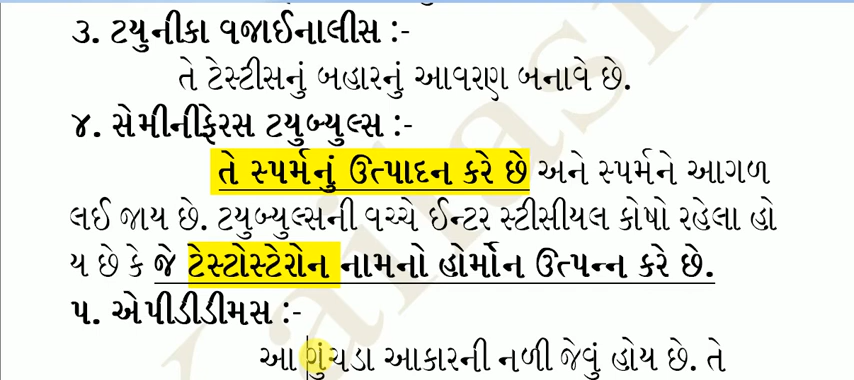 ૩. ટયુનીકા વજાઈનાલીસ :-
તે ટેસ્ટીસનું બહારનું આવરણ બનાવે છે.
૪. સેમીનીફેરસ ટયુબ્યુલ્સ :-
તે સ્પર્મનું ઉત્પાદન કરે છે અને સ્પર્મને આગળ
લઈ જાય છે. ટયુબ્યુલ્સની વચ્ચે ઈન્ટર સ્ટીસીયલ કોષો રહેલા હો
ય છે કે જે ટેસ્ટોસ્ટેરોન નામનો હોર્મોન ઉત્પન્ન કરે છે.
૫. એપીડીડીમસ :-
આ ગુંચડા આકારની નળી જેવું હોય છે. તે